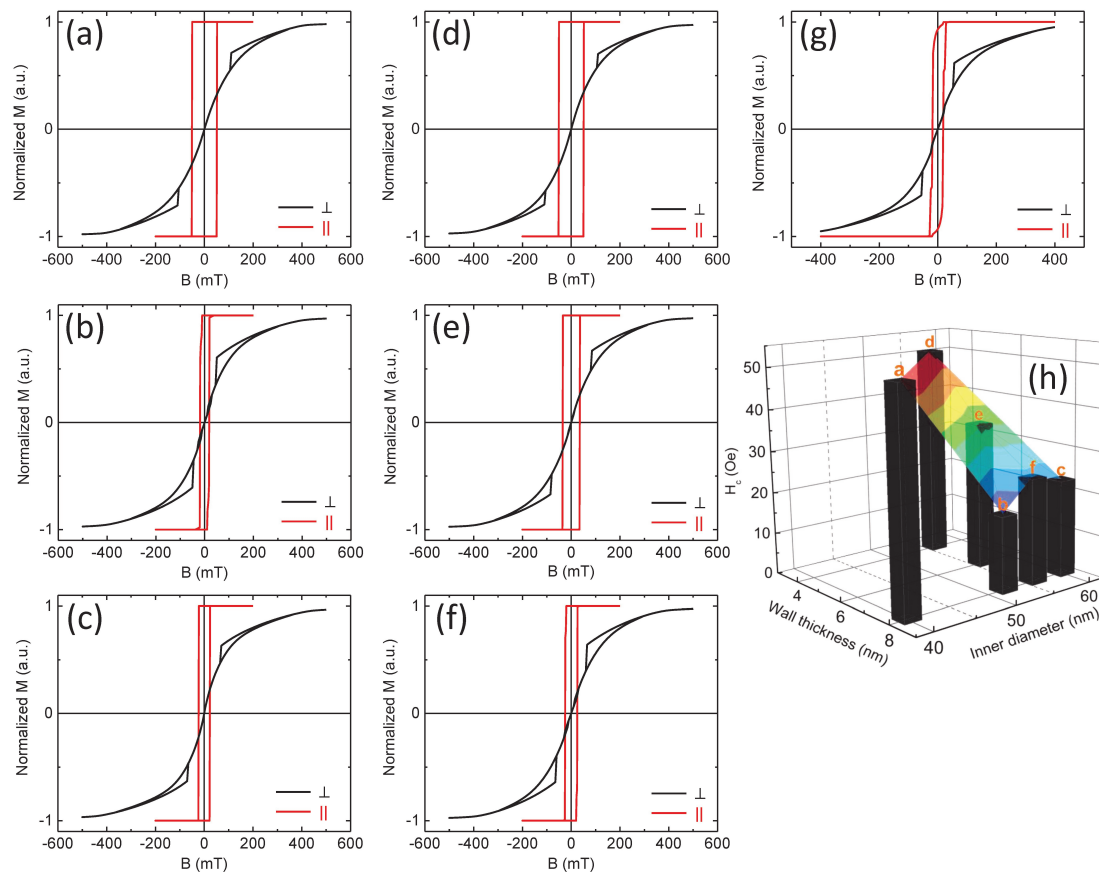 (a)
Normalized M (a.u.)
1
0
-1
-600 -400 -200 0 200 400 600
B (mT)
⊥
||
(d)
Normalized M (a.u.)
1
0
-1
-600 -400 -200 0 200 400 600
B (mT)
⊥
||
(g)
Normalized M (a.u.)
1
0
-1
-400 -200 0 200 400
B (mT)
⊥
||
(b)
Normalized M (a.u.)
1
0
-1
-600 -400 -200 0 200 400 600
B (mT)
⊥
||
(e)
Normalized M (a.u.)
1
0
-1
-600 -400 -200 0 200 400 600
B (mT)
⊥
||
(h)
H_c (Oe)
50
40
30
20
10
0
4 6 8
Wall thickness (nm)
40 50 60
Inner diameter (nm)
a d e b f c
(c)
Normalized M (a.u.)
1
0
-1
-600 -400 -200 0 200 400 600
B (mT)
⊥
||
(f)
Normalized M (a.u.)
1
0
-1
-600 -400 -200 0 200 400 600
B (mT)
⊥
||